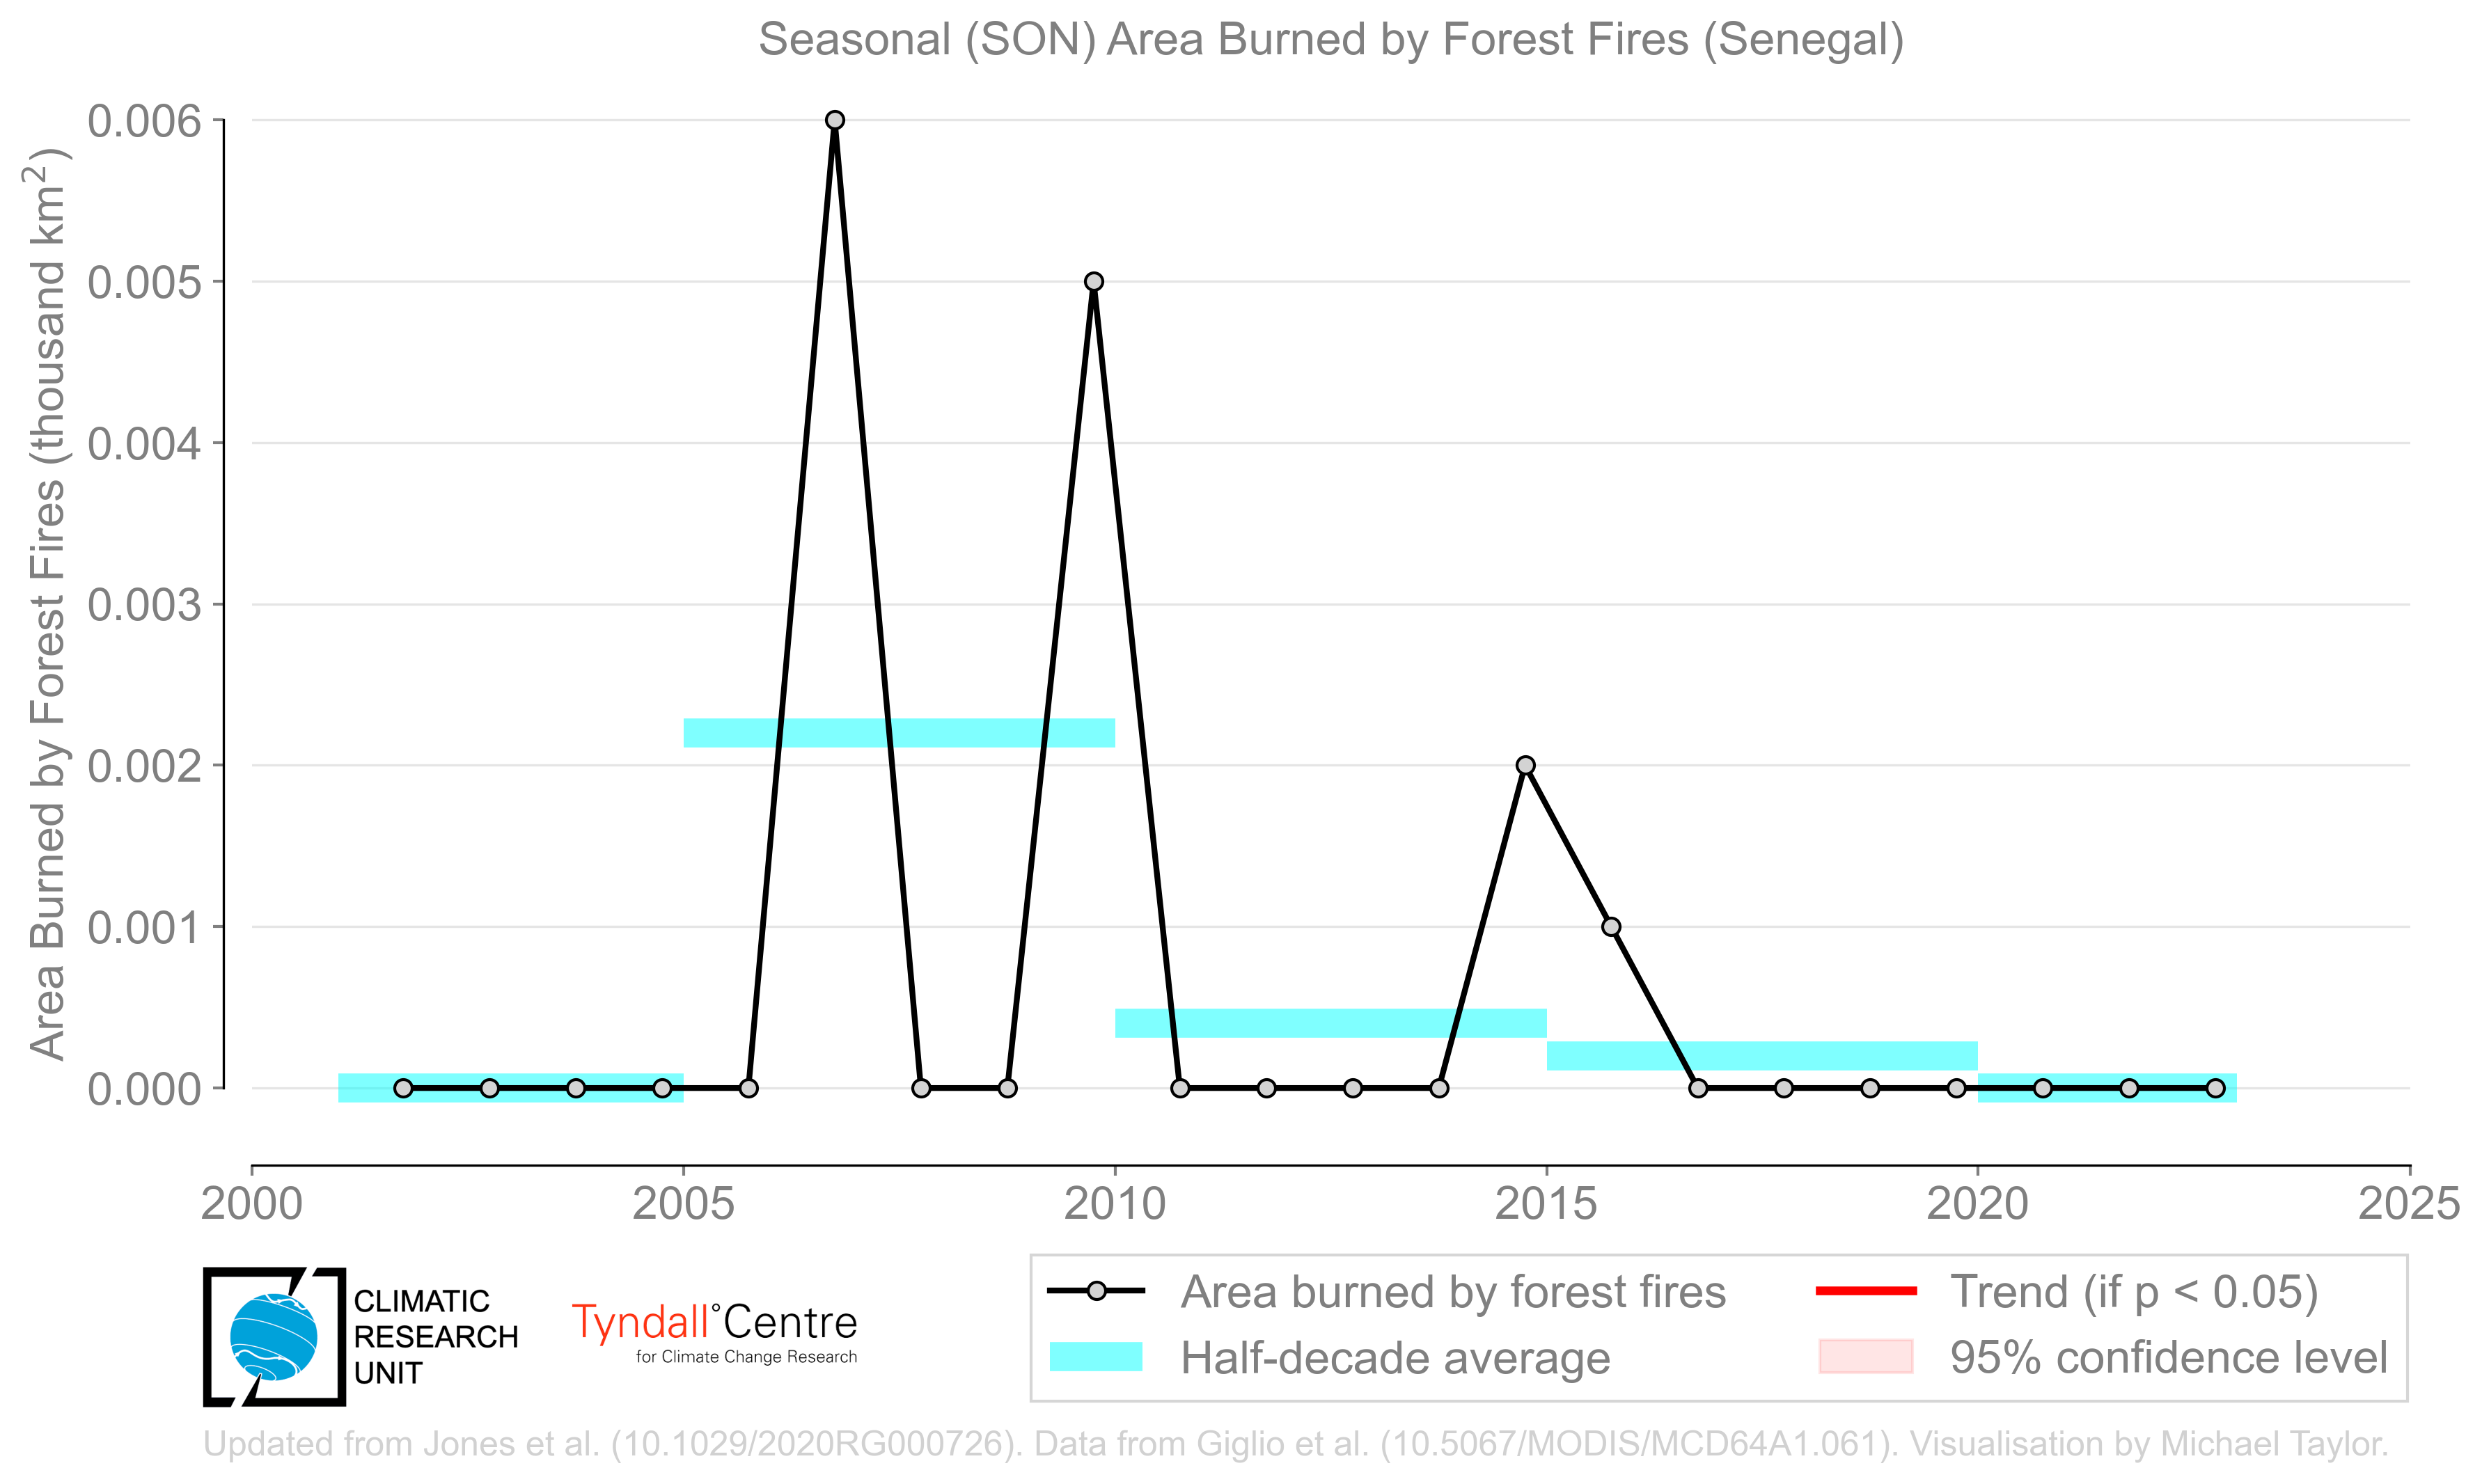 Seasonal (SON) Area Burned by Forest Fires (Senegal)
Area Burned by Forest Fires (thousand km²)
0.006
0.005
0.004
0.003
0.002
0.001
0.000
2000 2005 2010 2015 2020 2025
CLIMATIC
RESEARCH
UNIT
Tyndall°Centre
for Climate Change Research
Area burned by forest fires
Half-decade average
Trend (if p < 0.05)
95% confidence level
Updated from Jones et al. (10.1029/2020RG000726). Data from Giglio et al. (10.5067/MODIS/MCD64A1.061). Visualisation by Michael Taylor.